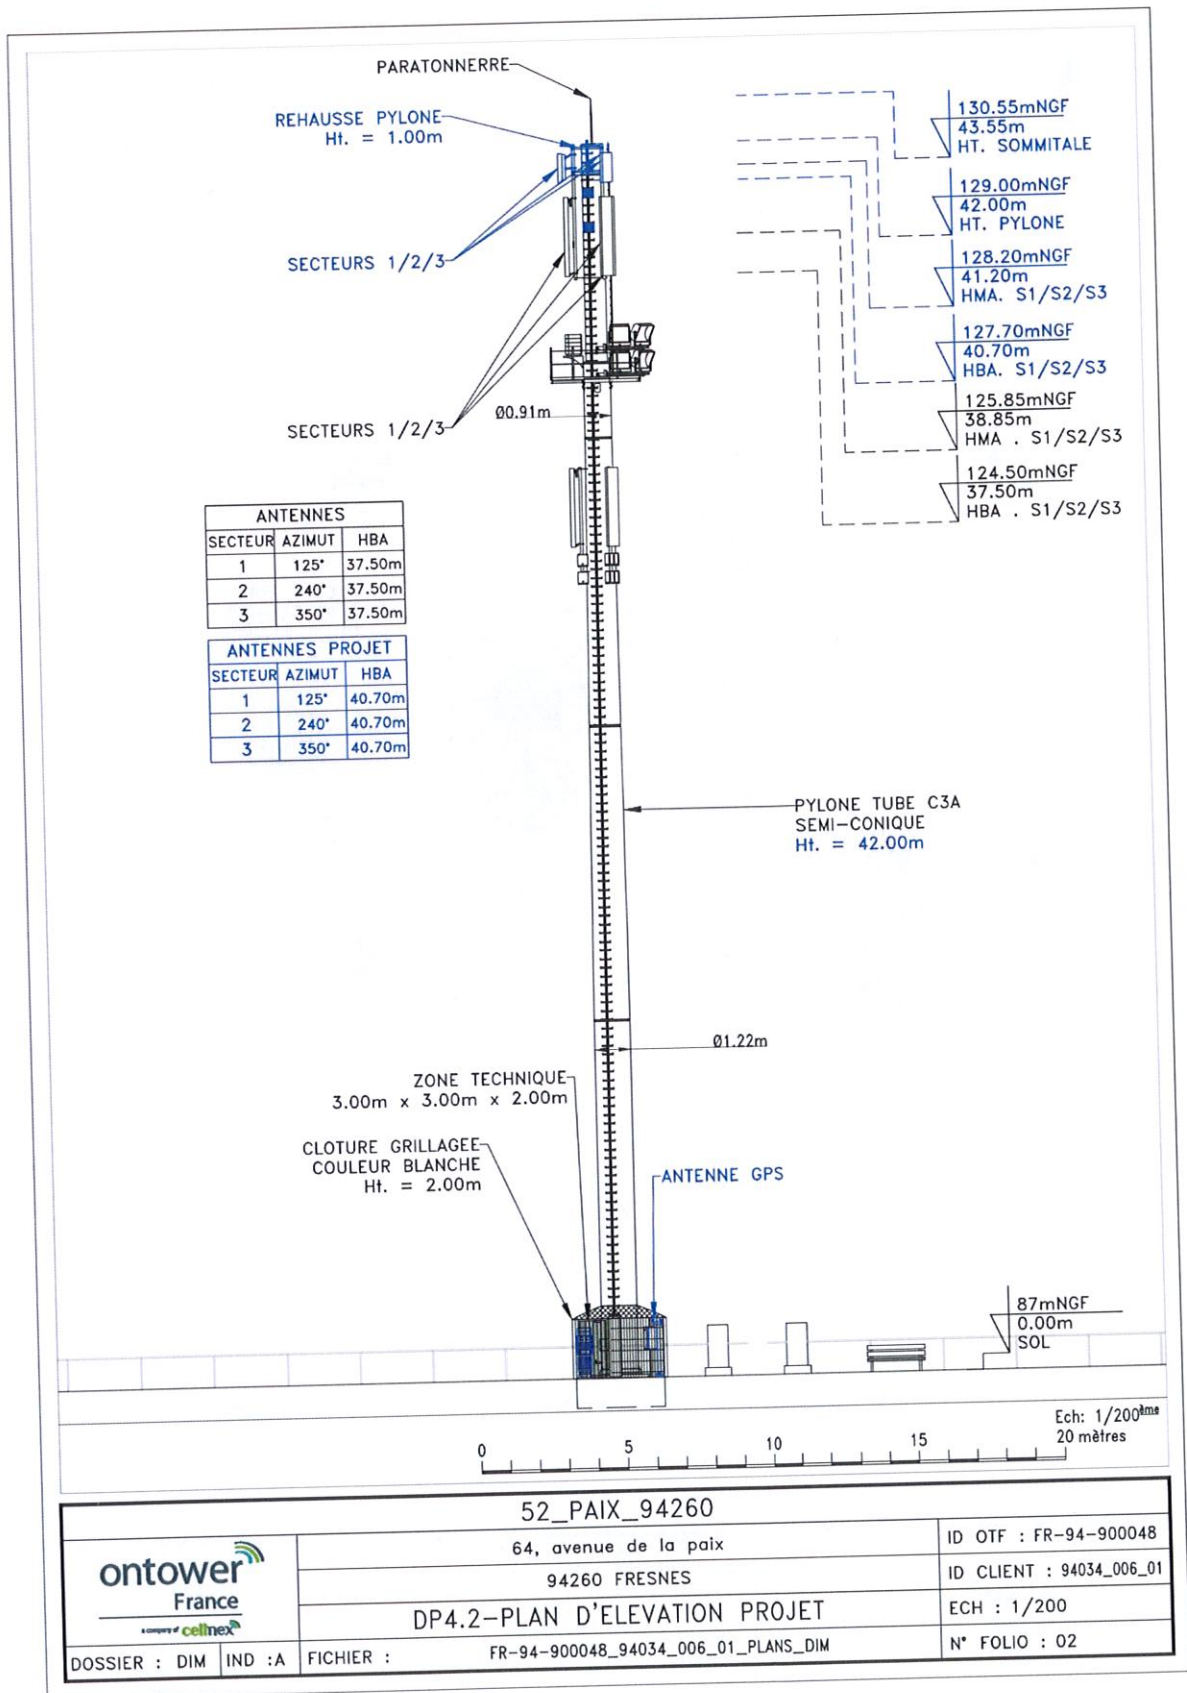 PARATONNERRE
REHAUSSE PYLONE
Ht. = 1.00m
SECTEURS 1/2/3
SECTEURS 1/2/3
Ø0.91m
130.55mNGF
43.55m
HT. SOMMITALE
129.00mNGF
42.00m
HT. PYLONE
128.20mNGF
41.20m
HMA. S1/S2/S3
127.70mNGF
40.70m
HBA. S1/S2/S3
125.85mNGF
38.85m
HMA . S1/S2/S3
124.50mNGF
37.50m
HBA . S1/S2/S3
ANTENNES
SECTEUR AZIMUT HBA
1 125° 37.50m
2 240° 37.50m
3 350° 37.50m
ANTENNES PROJET
SECTEUR AZIMUT HBA
1 125° 40.70m
2 240° 40.70m
3 350° 40.70m
PYLONE TUBE C3A
SEMI-CONIQUE
Ht. = 42.00m
Ø1.22m
ZONE TECHNIQUE
3.00m x 3.00m x 2.00m
CLOTURE GRILLAGEE
COULEUR BLANCHE
Ht. = 2.00m
ANTENNE GPS
87mNGF
0.00m
SOL
Ech: 1/200ème
0 5 10 15 20 mètres
52_PAIX_94260
ontower
France
a company of cellnex
64, avenue de la paix
94260 FRESNES
DP4.2-PLAN D'ELEVATION PROJET
ID OTF : FR-94-900048
ID CLIENT : 94034_006_01
ECH : 1/200
DOSSIER : DIM IND :A FICHIER : FR-94-900048_94034_006_01_PLANS_DIM N° FOLIO : 02